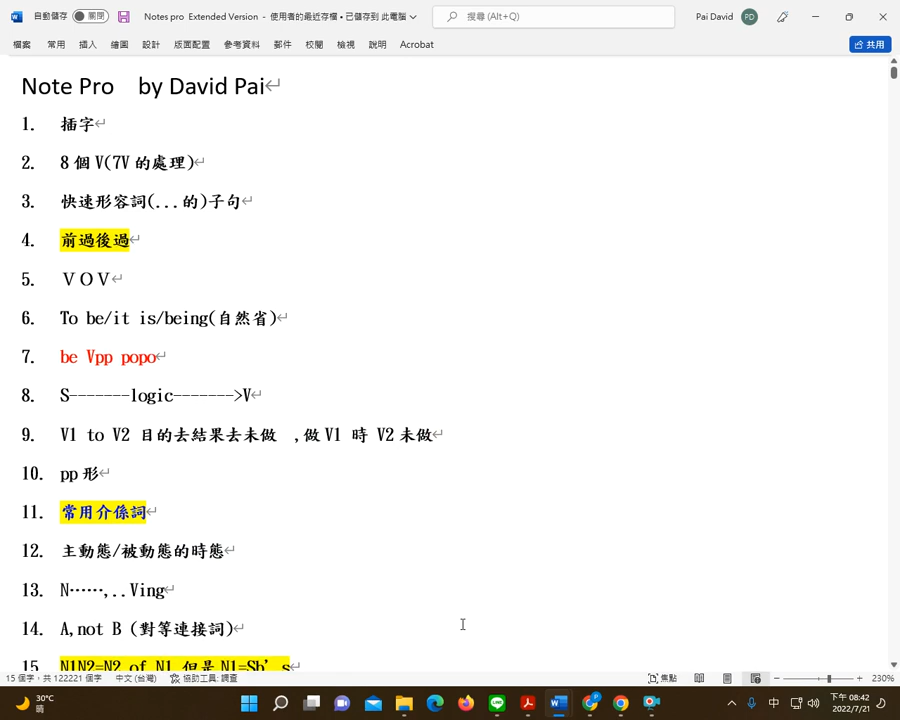 自動儲存 關閉 Notes pro Extended Version - 使用者的最近存檔 • 已儲存到 此電腦 搜尋 (Alt+Q) Pai David PD
檔案 常用 插入 繪圖 設計 版面配置 參考資料 郵件 校閱 檢視 說明 Acrobat 共用
Note Pro by David Pai
1. 插字
2. 8 個 V(7V 的處理)
3. 快速形容詞(...的)子句
4. 前過後過
5. ＶＯＶ
6. To be/it is/being(自然省)
7. be Vpp popo
8. S-------logic------->V
9. V1 to V2 目的去結果去未做 ,做 V1 時 V2 未做
10. pp 形
11. 常用介係詞
12. 主動態/被動態的時態
13. N……,..Ving
14. A,not B (對等連接詞)
15 N1N2=N2 of N1 但是 N1=Sb's
15 個字，共 122221 個字 中文 (台灣) 協助工具: 調查 焦點 230%
30°C
晴
中 下午 08:42
2022/7/21